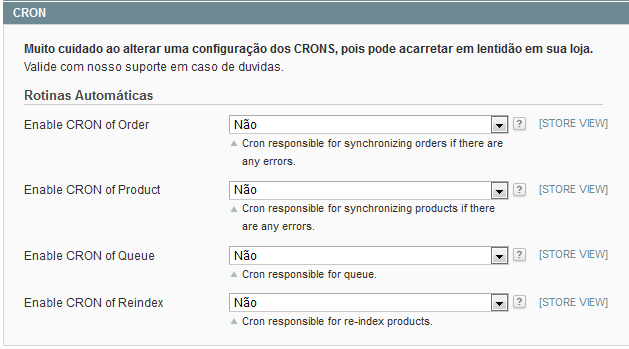 CRON
Muito cuidado ao alterar uma configuração dos CRONS, pois pode acarretar em lentidão em sua loja.
Valide com nosso suporte em caso de duvidas.
Rotinas Automáticas
Enable CRON of Order Não ? [STORE VIEW]
Cron responsible for synchronizing orders if there are
any errors.
Enable CRON of Product Não ? [STORE VIEW]
Cron responsible for synchronizing products if there
are any errors.
Enable CRON of Queue Não ? [STORE VIEW]
Cron responsible for queue.
Enable CRON of Reindex Não ? [STORE VIEW]
Cron responsible for re-index products.